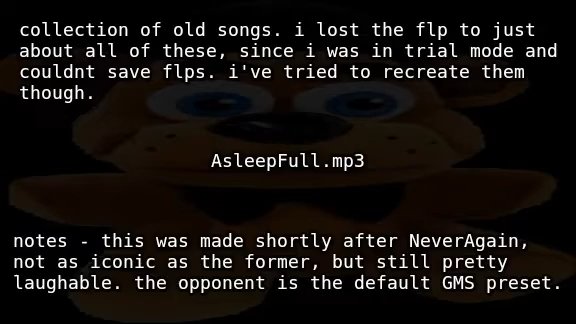 collection of old songs. i lost the flp to just
about all of these, since i was in trial mode and
couldnt save flps. i've tried to recreate them
though.
AsleepFull.mp3
notes - this was made shortly after NeverAgain,
not as iconic as the former, but still pretty
laughable. the opponent is the default GMS preset.